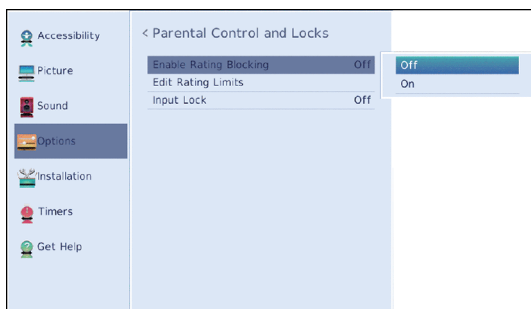 Accessibility
Picture
Sound
Options
Installation
Timers
Get Help
< Parental Control and Locks
Enable Rating Blocking Off
Edit Rating Limits
Input Lock Off
Off
On